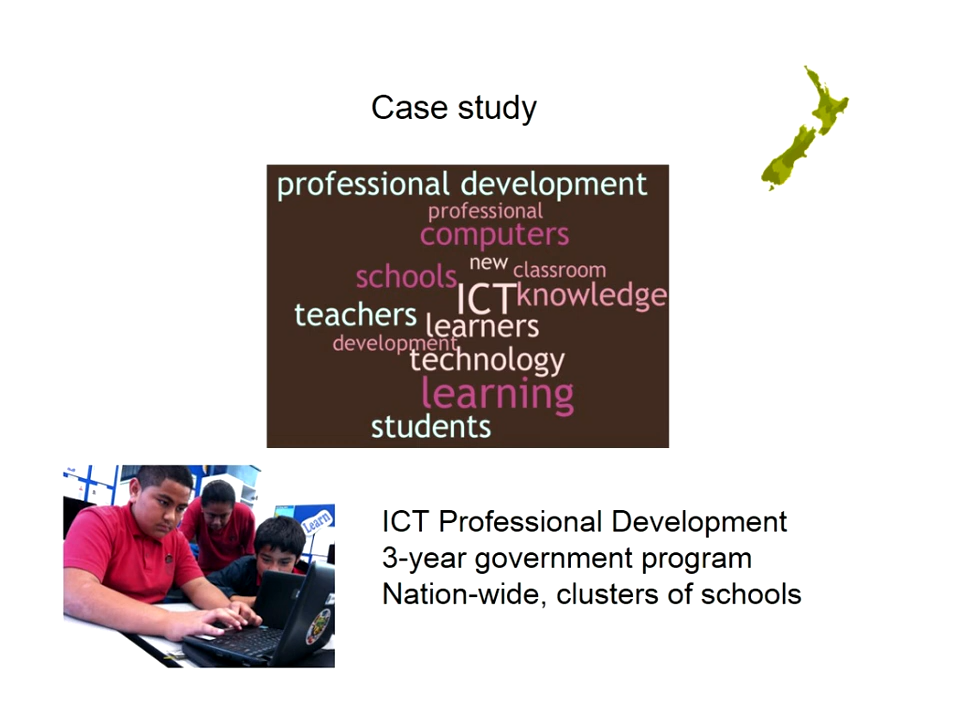 Case study
professional development
professional
computers
new
classroom
schools
ICT
knowledge
teachers
learners
development
technology
learning
students
Learn
ICT Professional Development
3-year government program
Nation-wide, clusters of schools